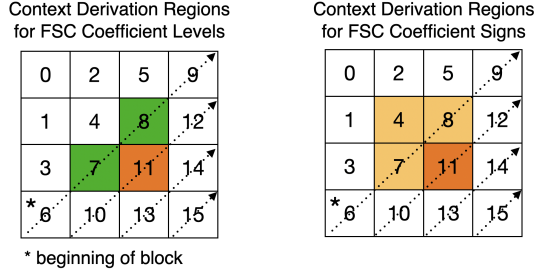 Context Derivation Regions
for FSC Coefficient Levels
0 2 5 9
1 4 8 12
3 7 11 14
* 6 10 13 15
* beginning of block
Context Derivation Regions
for FSC Coefficient Signs
0 2 5 9
1 4 8 12
3 7 11 14
* 6 10 13 15